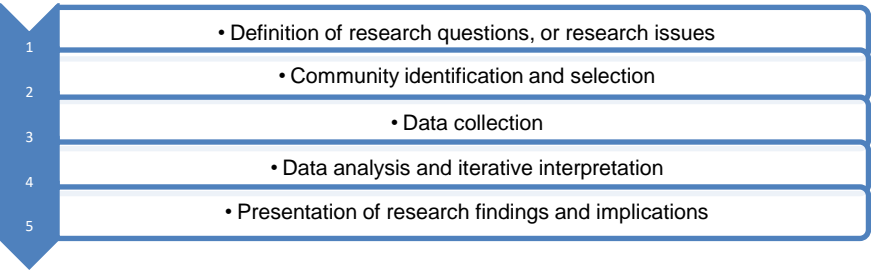 1
• Definition of research questions, or research issues
2
• Community identification and selection
3
• Data collection
4
• Data analysis and iterative interpretation
5
• Presentation of research findings and implications